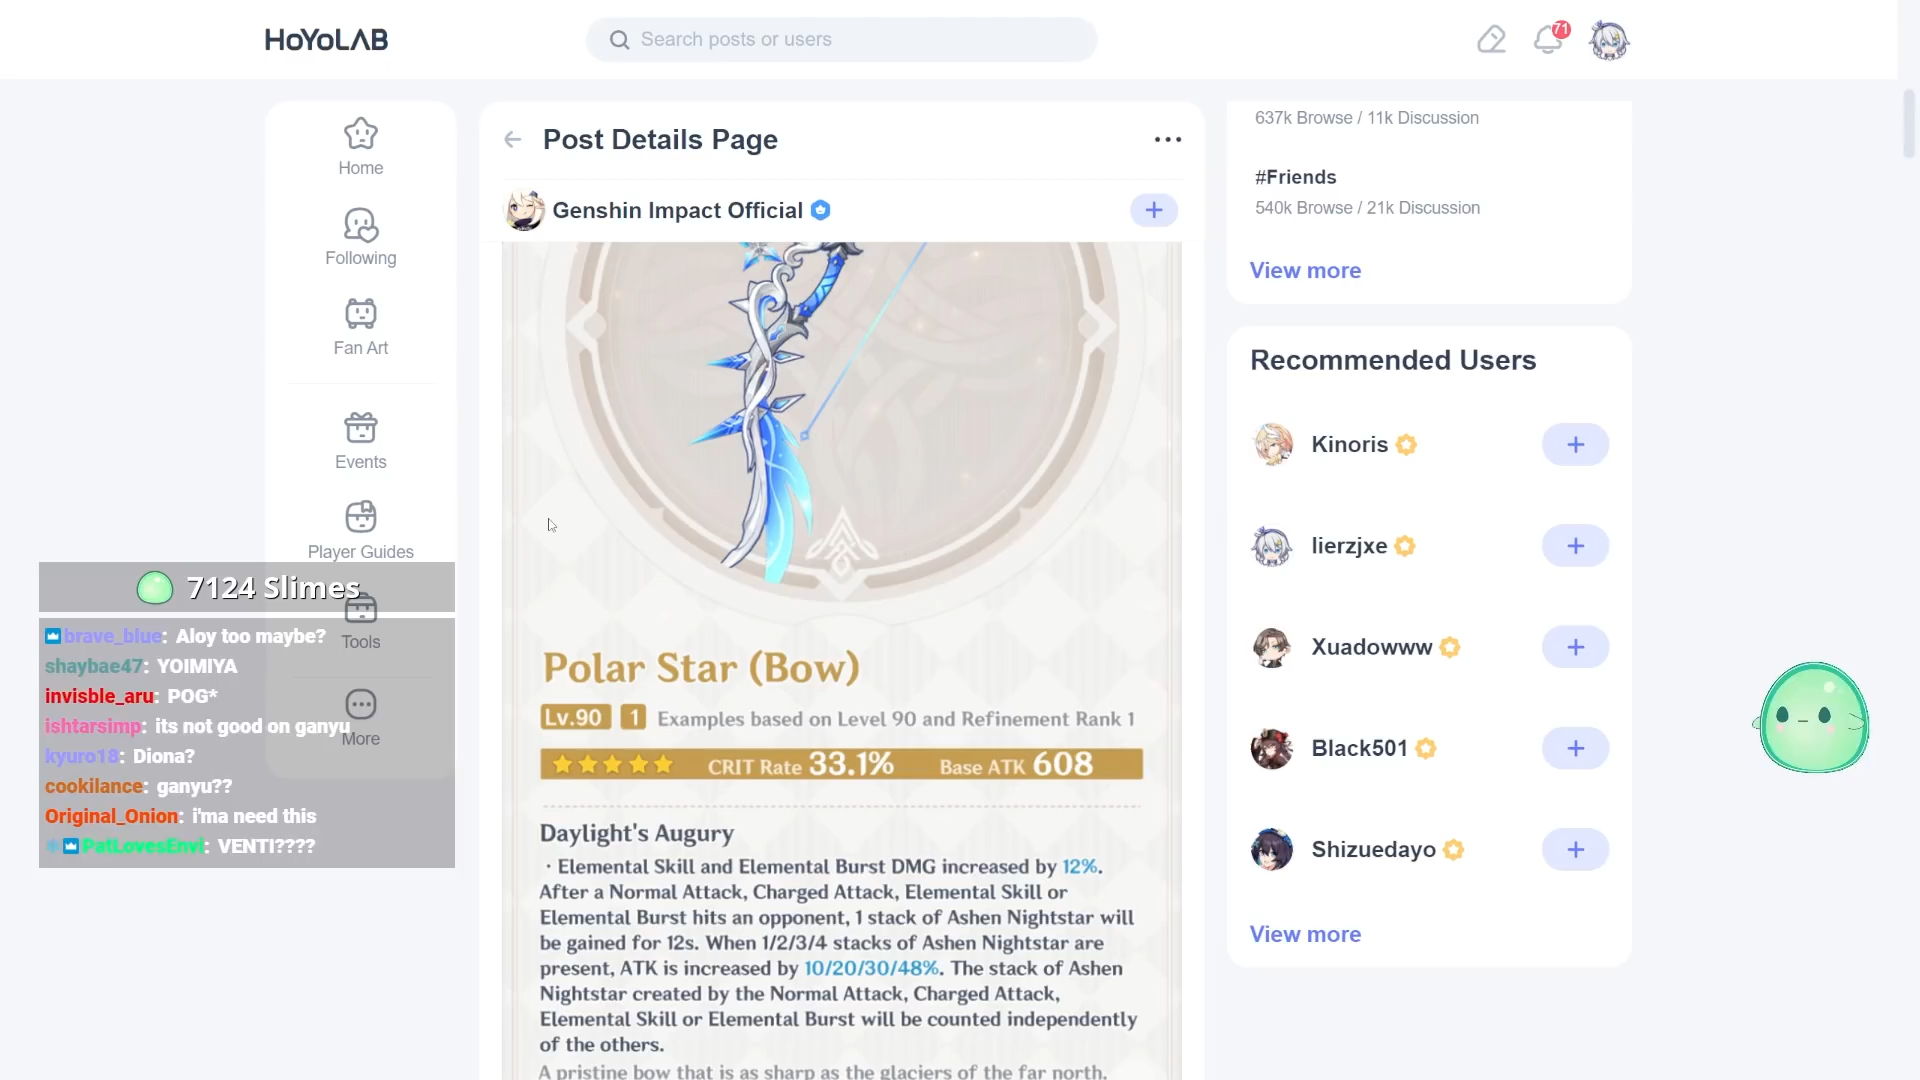 HoYoLAB
Search posts or users
71
Home
Following
Fan Art
Events
Player Guides
Tools
More
7124 Slimes
brave_blue: Aloy too maybe?
shaybae47: YOIMIYA
invisble_aru: POG*
ishtarsimp: its not good on ganyu
kyuro18: Diona?
cookilance: ganyu??
Original_Onion: i'ma need this
PatLovesEnvi: VENTI????
Post Details Page
Genshin Impact Official
Polar Star (Bow)
Lv.90 1 Examples based on Level 90 and Refinement Rank 1
CRIT Rate 33.1% Base ATK 608
Daylight's Augury
· Elemental Skill and Elemental Burst DMG increased by 12%.
After a Normal Attack, Charged Attack, Elemental Skill or
Elemental Burst hits an opponent, 1 stack of Ashen Nightstar will
be gained for 12s. When 1/2/3/4 stacks of Ashen Nightstar are
present, ATK is increased by 10/20/30/48%. The stack of Ashen
Nightstar created by the Normal Attack, Charged Attack,
Elemental Skill or Elemental Burst will be counted independently
of the others.
A pristine bow that is as sharp as the glaciers of the far north.
637k Browse / 11k Discussion
#Friends
540k Browse / 21k Discussion
View more
Recommended Users
Kinoris
lierzjxe
Xuadowww
Black501
Shizuedayo
View more